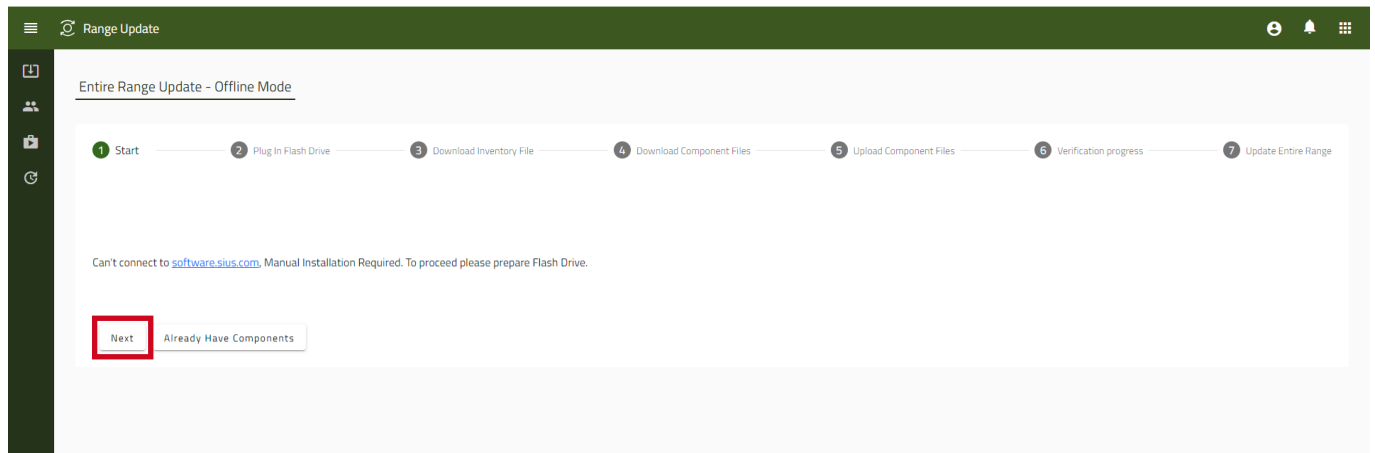 Range Update
Entire Range Update - Offline Mode
1 Start 2 Plug In Flash Drive 3 Download Inventory File 4 Download Component Files 5 Upload Component Files 6 Verification progress 7 Update Entire Range
Can't connect to software.sius.com, Manual Installation Required. To proceed please prepare Flash Drive.
Next Already Have Components